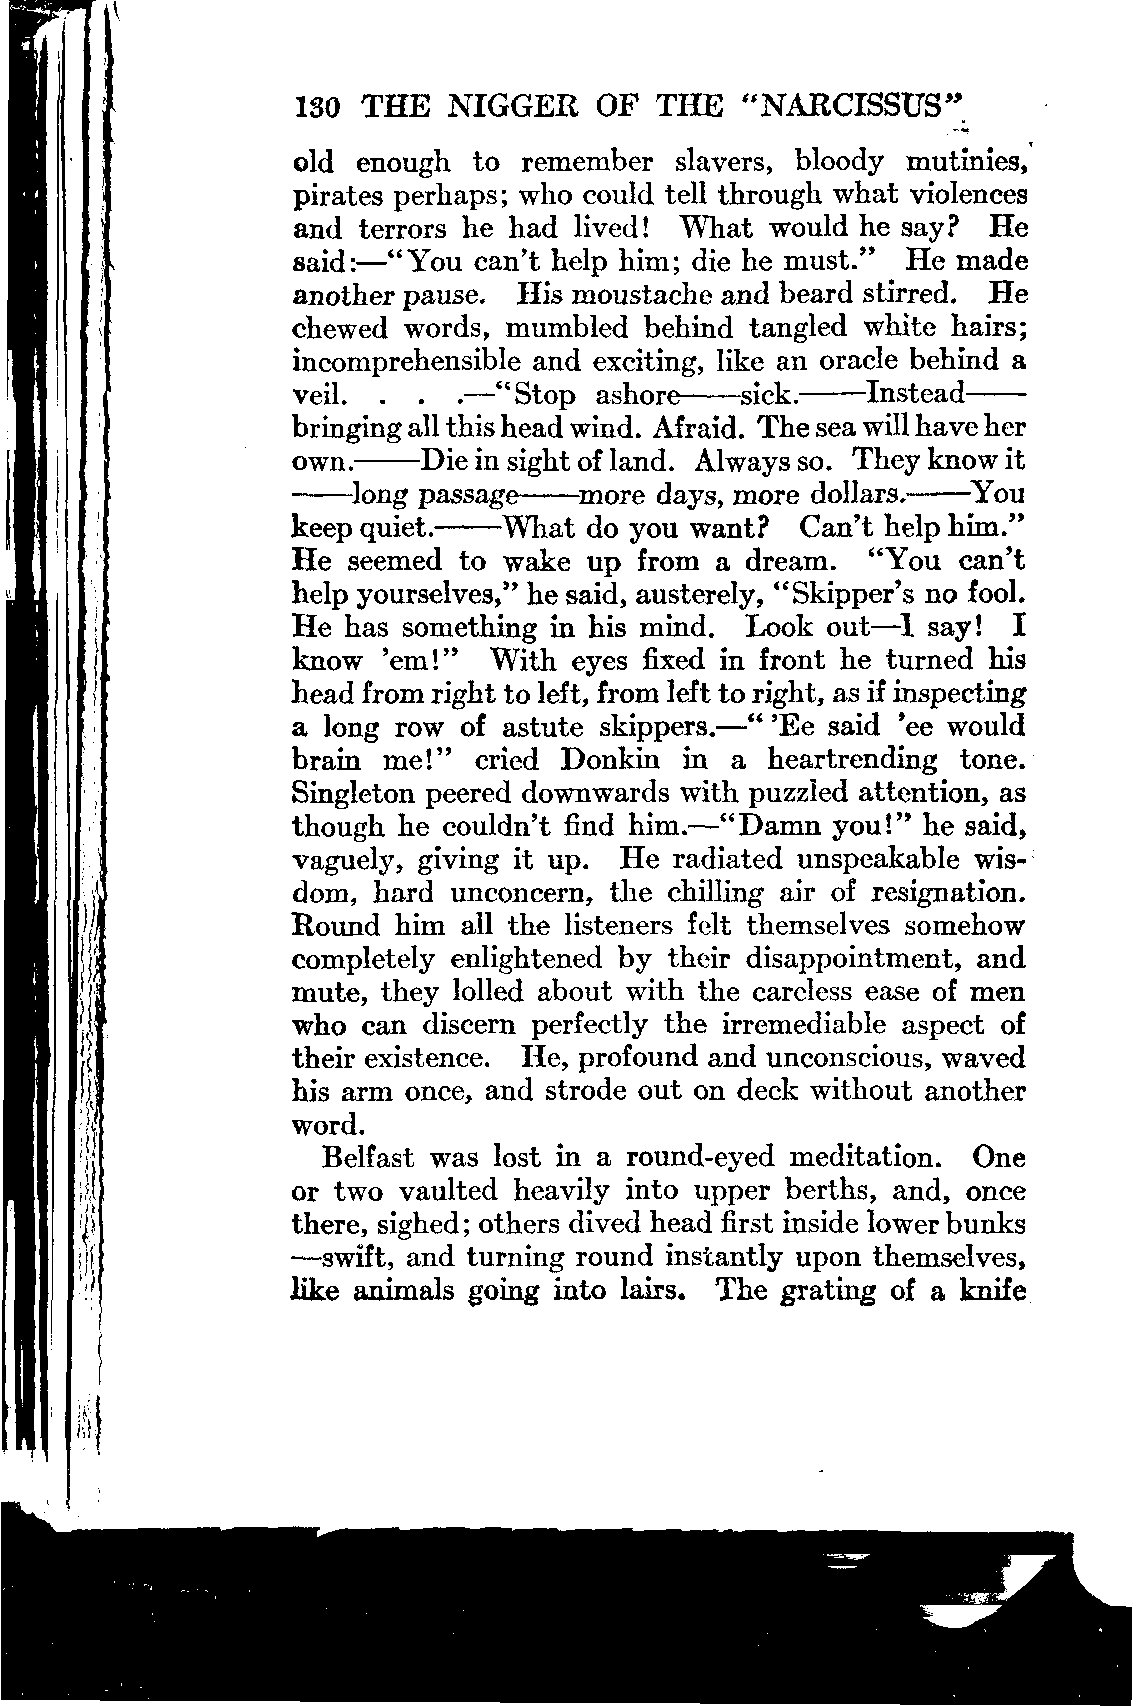 130 THE NIGGER OF THE "NARCISSUS"
old enough to remember slavers, bloody mutinies,
pirates perhaps; who could tell through what violences
and terrors he had lived! What would he say? He
said:—"You can't help him; die he must." He made
another pause. His moustache and beard stirred. He
chewed words, mumbled behind tangled white hairs;
incomprehensible and exciting, like an oracle behind a
veil. . . .—"Stop ashore——sick.——Instead——
bringing all this head wind. Afraid. The sea will have her
own.——Die in sight of land. Always so. They know it
——long passage——more days, more dollars.——You
keep quiet.——What do you want? Can't help him."
He seemed to wake up from a dream. "You can't
help yourselves," he said, austerely, "Skipper's no fool.
He has something in his mind. Look out—I say! I
know 'em!" With eyes fixed in front he turned his
head from right to left, from left to right, as if inspecting
a long row of astute skippers.—" 'Ee said 'ee would
brain me!" cried Donkin in a heartrending tone.
Singleton peered downwards with puzzled attention, as
though he couldn't find him.—"Damn you!" he said,
vaguely, giving it up. He radiated unspeakable wis-
dom, hard unconcern, the chilling air of resignation.
Round him all the listeners felt themselves somehow
completely enlightened by their disappointment, and
mute, they lolled about with the careless ease of men
who can discern perfectly the irremediable aspect of
their existence. He, profound and unconscious, waved
his arm once, and strode out on deck without another
word.
Belfast was lost in a round-eyed meditation. One
or two vaulted heavily into upper berths, and, once
there, sighed; others dived head first inside lower bunks
—swift, and turning round instantly upon themselves,
like animals going into lairs. The grating of a knife